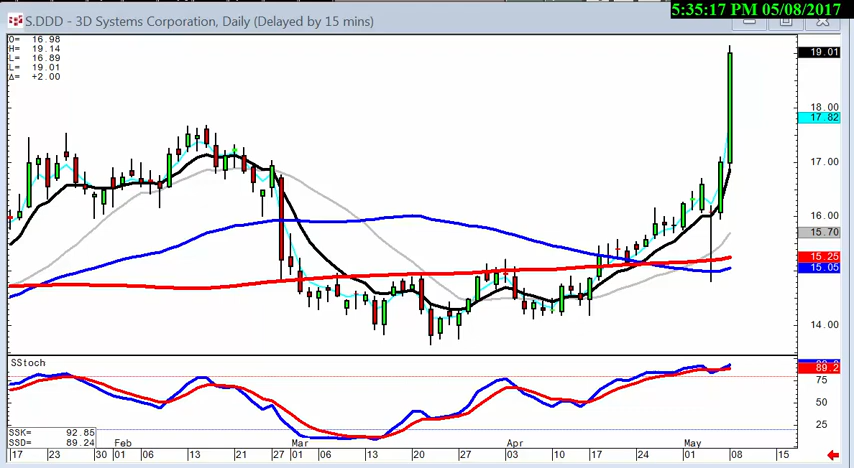 5:35:17 PM 05/08/2017
S.DDD - 3D Systems Corporation, Daily (Delayed by 15 mins)
O= 16.98
H= 19.14
L= 16.89
L= 19.01
Δ= +2.00
19.01
18.00
17.82
17.00
16.00
15.70
15.25
15.05
14.00
SStoch
89.2
75
50
25
SSK= 92.85
SSD= 89.24
Feb
Mar
Apr
May
17 23 30 01 06 13 21 27 01 06 13 20 27 03 10 17 24 01 08 15